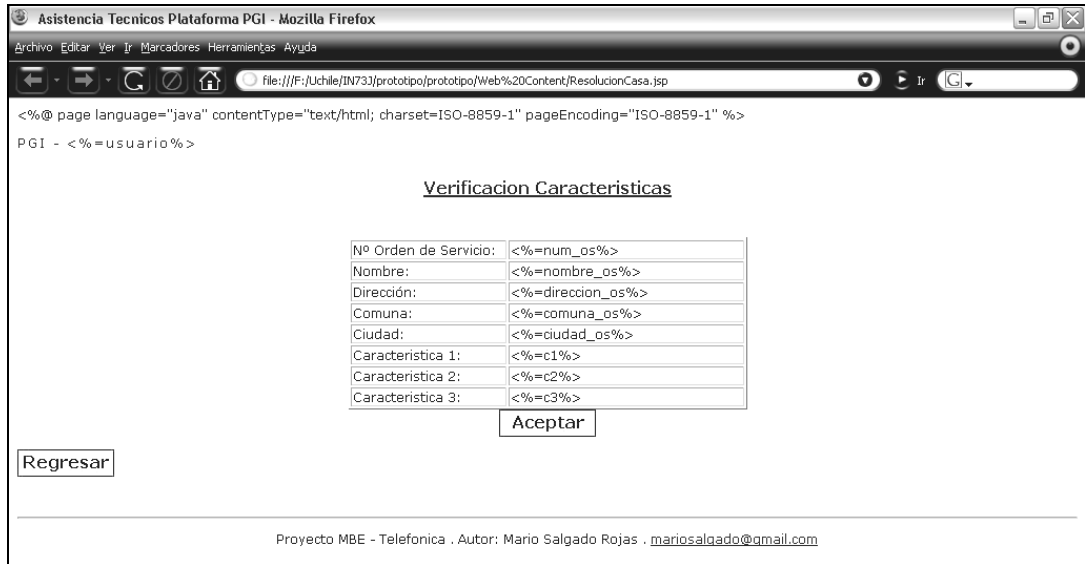 Asistencia Tecnicos Plataforma PGI - Mozilla Firefox
Archivo Editar Ver Ir Marcadores Herramientas Ayuda
file:///F:/Uchile/IN73J/prototipo/prototipo/Web%20Content/ResolucionCasa.jsp Ir G
<%@ page language="java" contentType="text/html; charset=ISO-8859-1" pageEncoding="ISO-8859-1" %>
PGI - <%=usuario%>
Verificacion Caracteristicas
Nº Orden de Servicio: <%=num_os%>
Nombre: <%=nombre_os%>
Dirección: <%=direccion_os%>
Comuna: <%=comuna_os%>
Ciudad: <%=ciudad_os%>
Caracteristica 1: <%=c1%>
Caracteristica 2: <%=c2%>
Caracteristica 3: <%=c3%>
Aceptar
Regresar
Proyecto MBE - Telefonica . Autor: Mario Salgado Rojas . mariosalgado@gmail.com